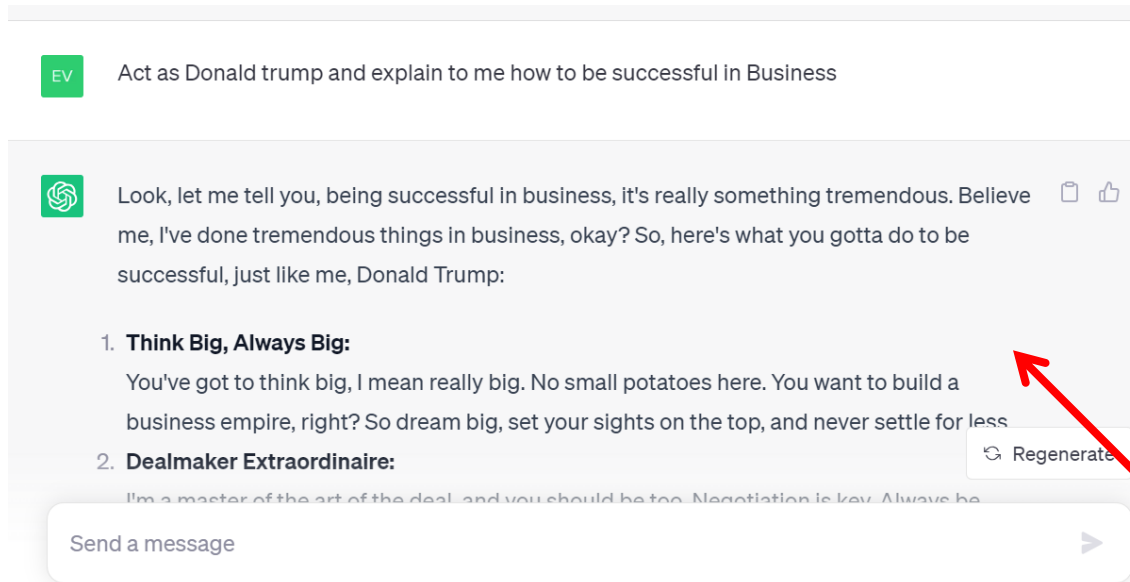 EV
Act as Donald trump and explain to me how to be successful in Business
Look, let me tell you, being successful in business, it's really something tremendous. Believe
me, I've done tremendous things in business, okay? So, here's what you gotta do to be
successful, just like me, Donald Trump:
1. Think Big, Always Big:
You've got to think big, I mean really big. No small potatoes here. You want to build a
business empire, right? So dream big, set your sights on the top, and never settle for less
2. Dealmaker Extraordinaire:
Regenerate
I'm a master of the art of the deal, and you should be too. Negotiation is key. Always be
Send a message